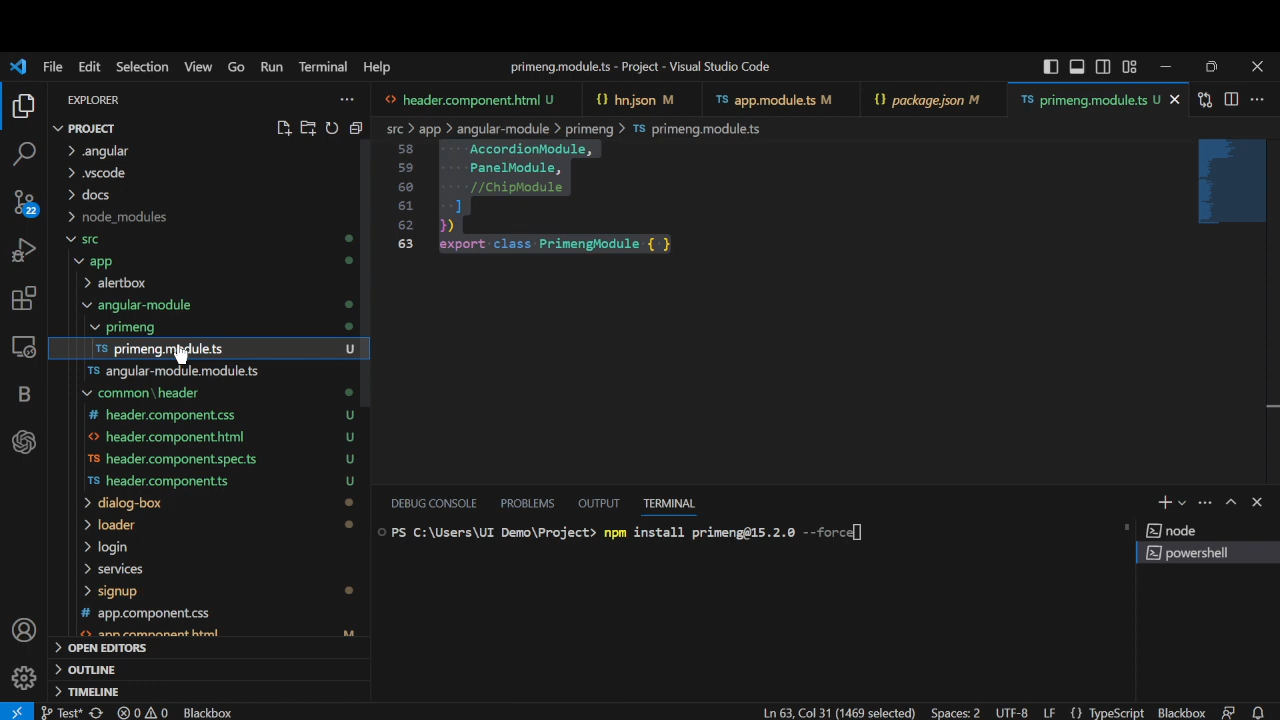 File Edit Selection View Go Run Terminal Help primeng.module.ts - Project - Visual Studio Code
EXPLORER
header.component.html U
{} hn.json M
TS app.module.ts M
{} package.json M
TS primeng.module.ts U
PROJECT
src > app > angular-module > primeng > TS primeng.module.ts
.angular
.vscode
docs
node_modules
src
app
alertbox
angular-module
primeng
TS primeng.module.ts U
TS angular-module.module.ts
common\header
# header.component.css U
<> header.component.html U
TS header.component.spec.ts U
TS header.component.ts U
dialog-box
loader
login
services
signup
# app.component.css
<> app.component.html M
OPEN EDITORS
OUTLINE
TIMELINE
22
B
58 ····AccordionModule,
59 ····PanelModule,
60 ····//ChipModule
61 ··]
62 })
63 export·class·PrimengModule·{·}
DEBUG CONSOLE PROBLEMS OUTPUT TERMINAL
PS C:\Users\UI Demo\Project> npm install primeng@15.2.0 --force
node
powershell
Test* 0 0 Blackbox Ln 63, Col 31 (1469 selected) Spaces: 2 UTF-8 LF {} TypeScript Blackbox